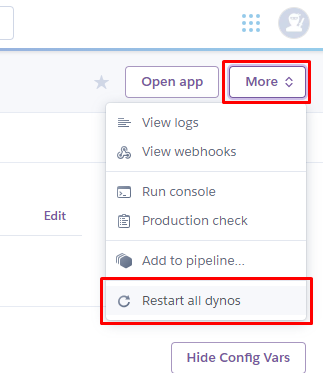 Open app
More
View logs
View webhooks
Edit
Run console
Production check
Add to pipeline...
Restart all dynos
Hide Config Vars